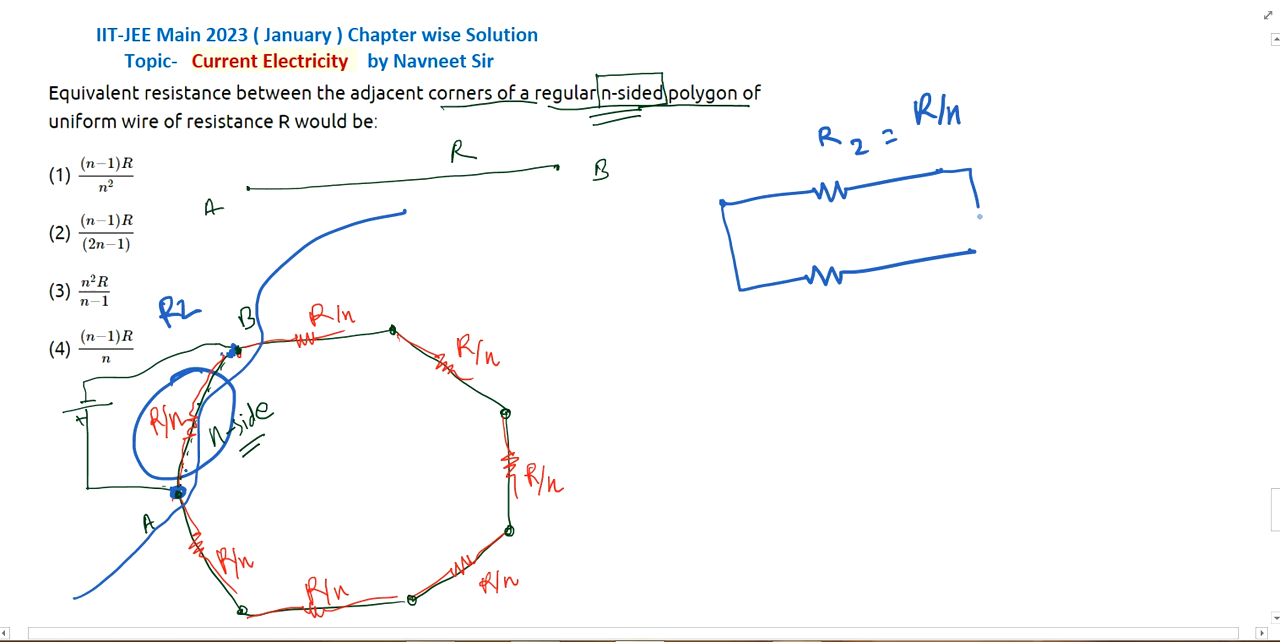 IIT-JEE Main 2023 ( January ) Chapter wise Solution
Topic- Current Electricity by Navneet Sir
Equivalent resistance between the adjacent corners of a regular n-sided polygon of
uniform wire of resistance R would be:
(1) (n−1)R / n²
(2) (n−1)R / (2n−1)
(3) n²R / n−1
(4) (n−1)R / n
R
A
B
R2 = R/n
R2
B
R/n
R/n
R/n
n-side
R/n
+
A
R/n
R/n
R/n